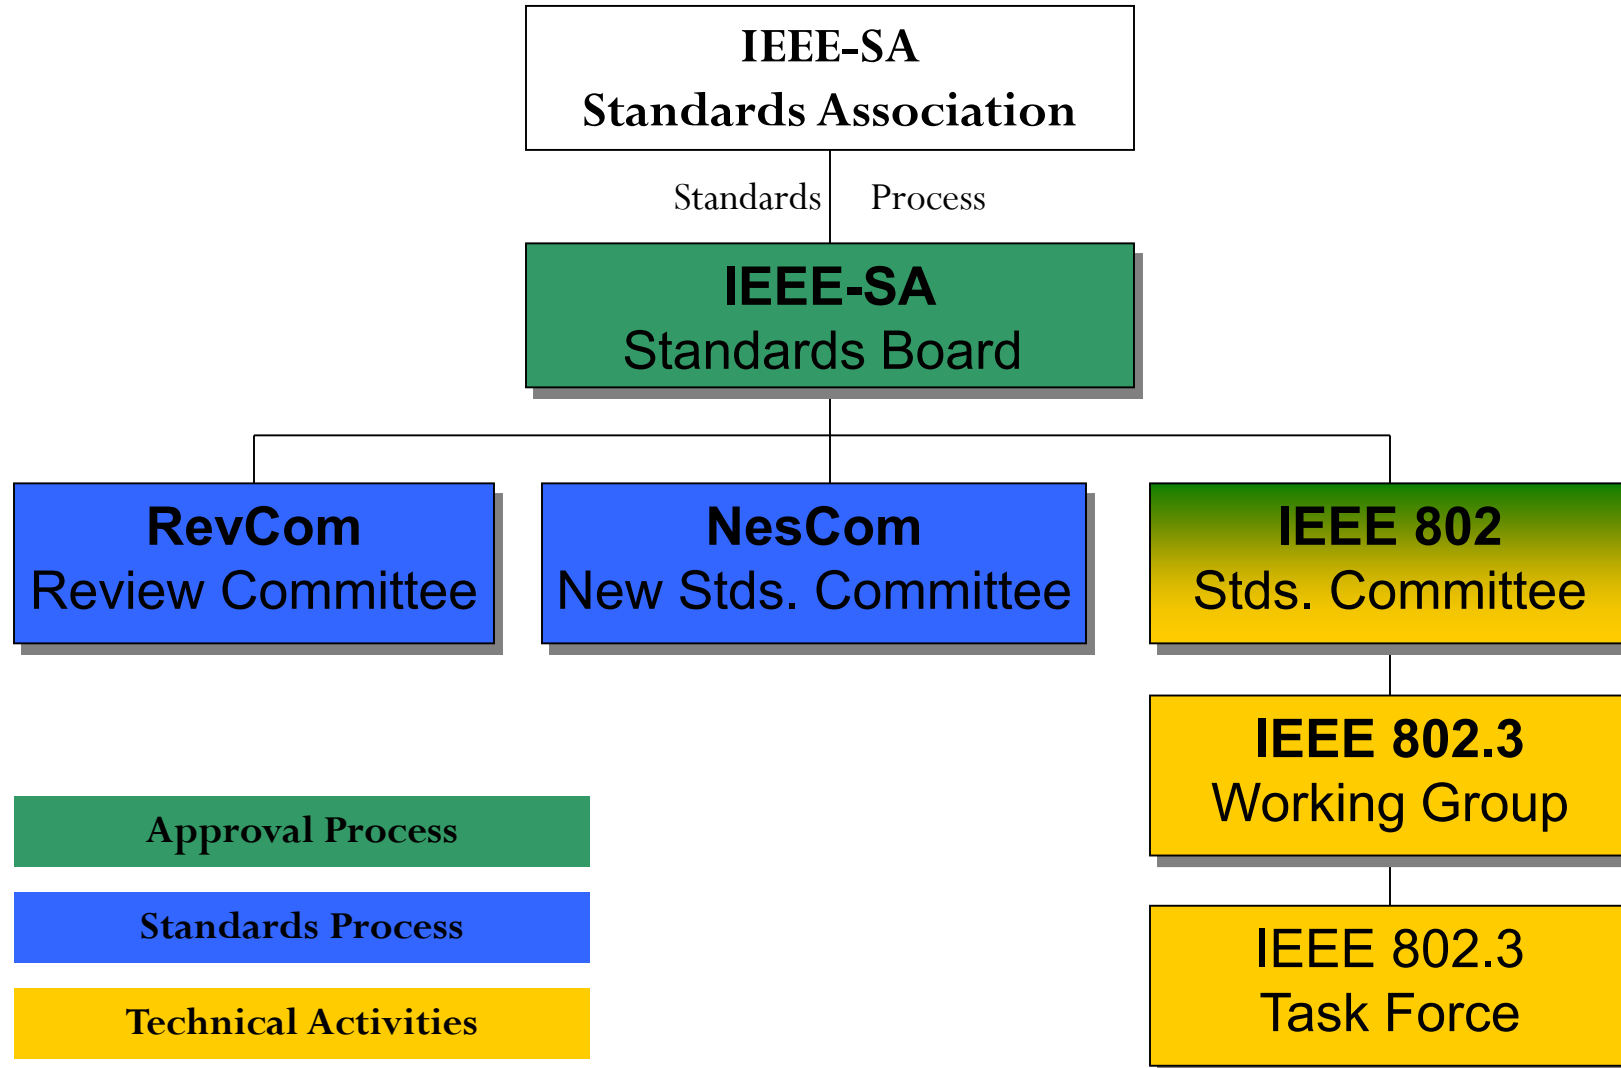 IEEE-SA
Standards Association
Standards Process
IEEE-SA
Standards Board
RevCom
Review Committee
NesCom
New Stds. Committee
IEEE 802
Stds. Committee
IEEE 802.3
Working Group
IEEE 802.3
Task Force
Approval Process
Standards Process
Technical Activities